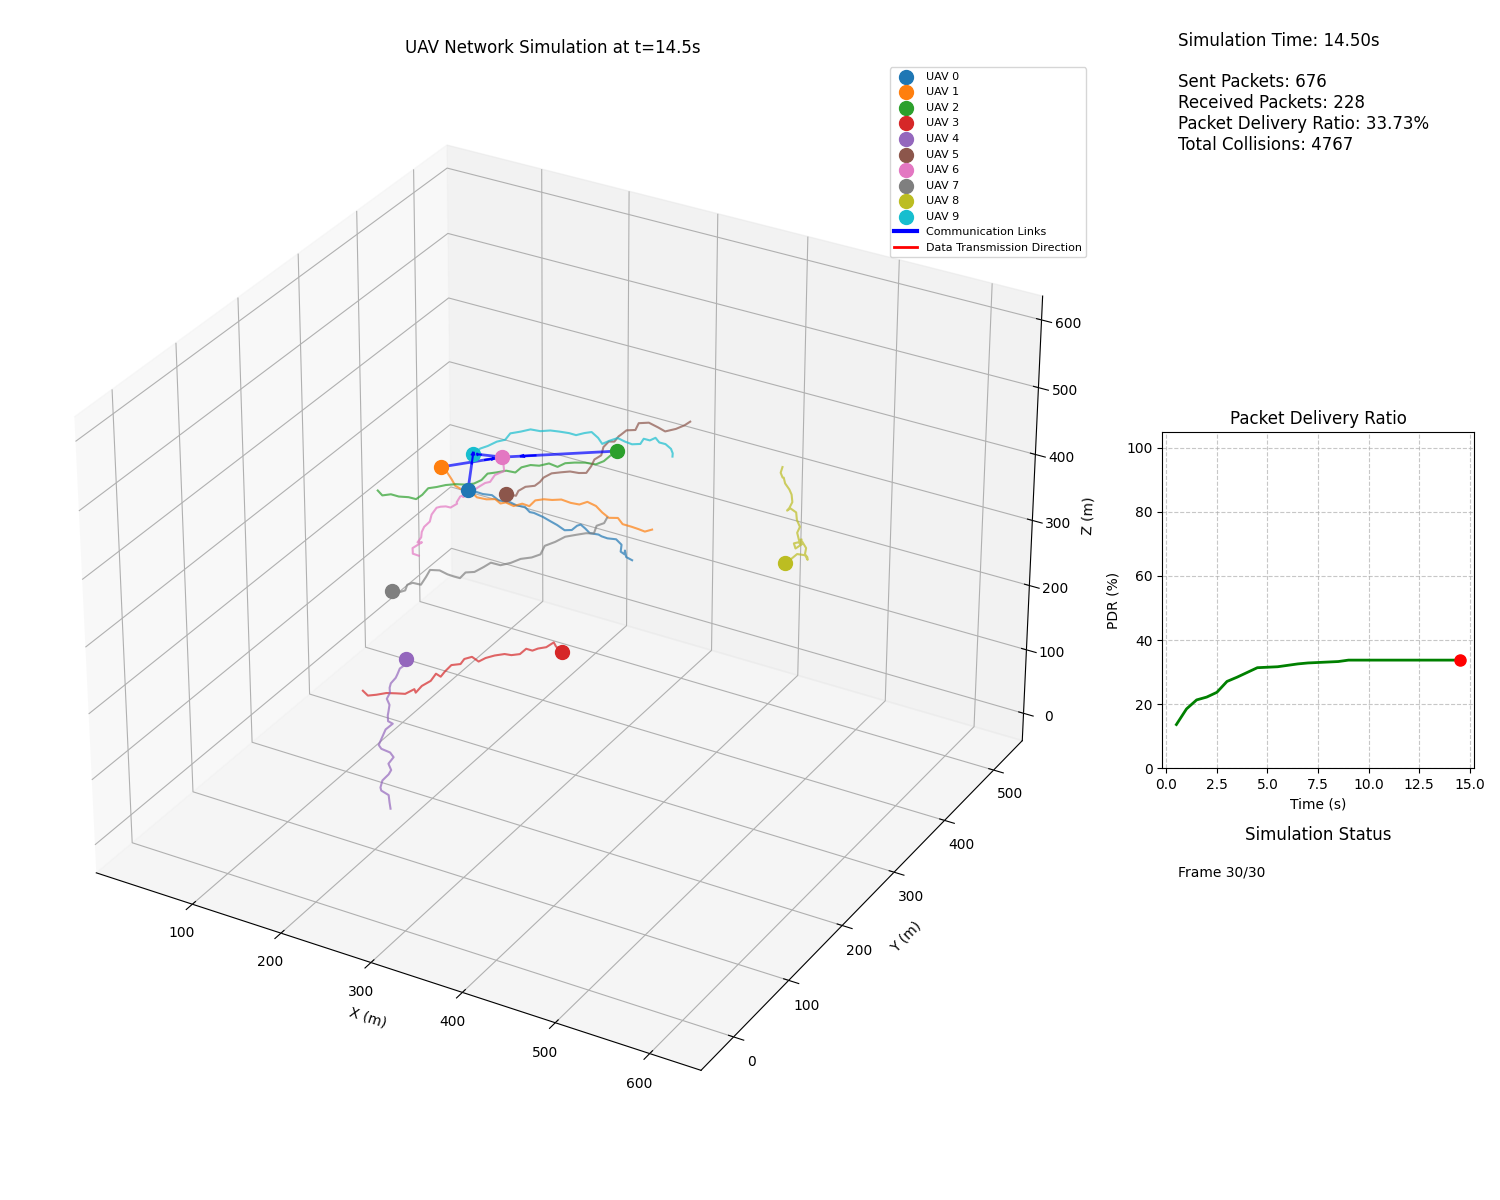 UAV Network Simulation at t=14.5s
UAV 0
UAV 1
UAV 2
UAV 3
UAV 4
UAV 5
UAV 6
UAV 7
UAV 8
UAV 9
Communication Links
Data Transmission Direction
600
500
400
300
200
100
0
Z (m)
500
400
300
200
100
0
Y (m)
100
200
300
400
500
600
X (m)
Simulation Time: 14.50s
Sent Packets: 676
Received Packets: 228
Packet Delivery Ratio: 33.73%
Total Collisions: 4767
Packet Delivery Ratio
100
80
60
40
20
0
PDR (%)
0.0 2.5 5.0 7.5 10.0 12.5 15.0
Time (s)
Simulation Status
Frame 30/30